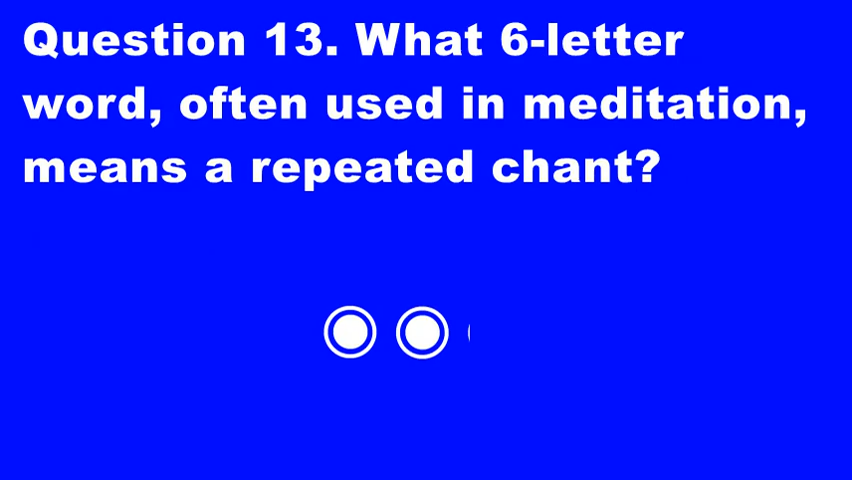 Question 13. What 6-letter
word, often used in meditation,
means a repeated chant?